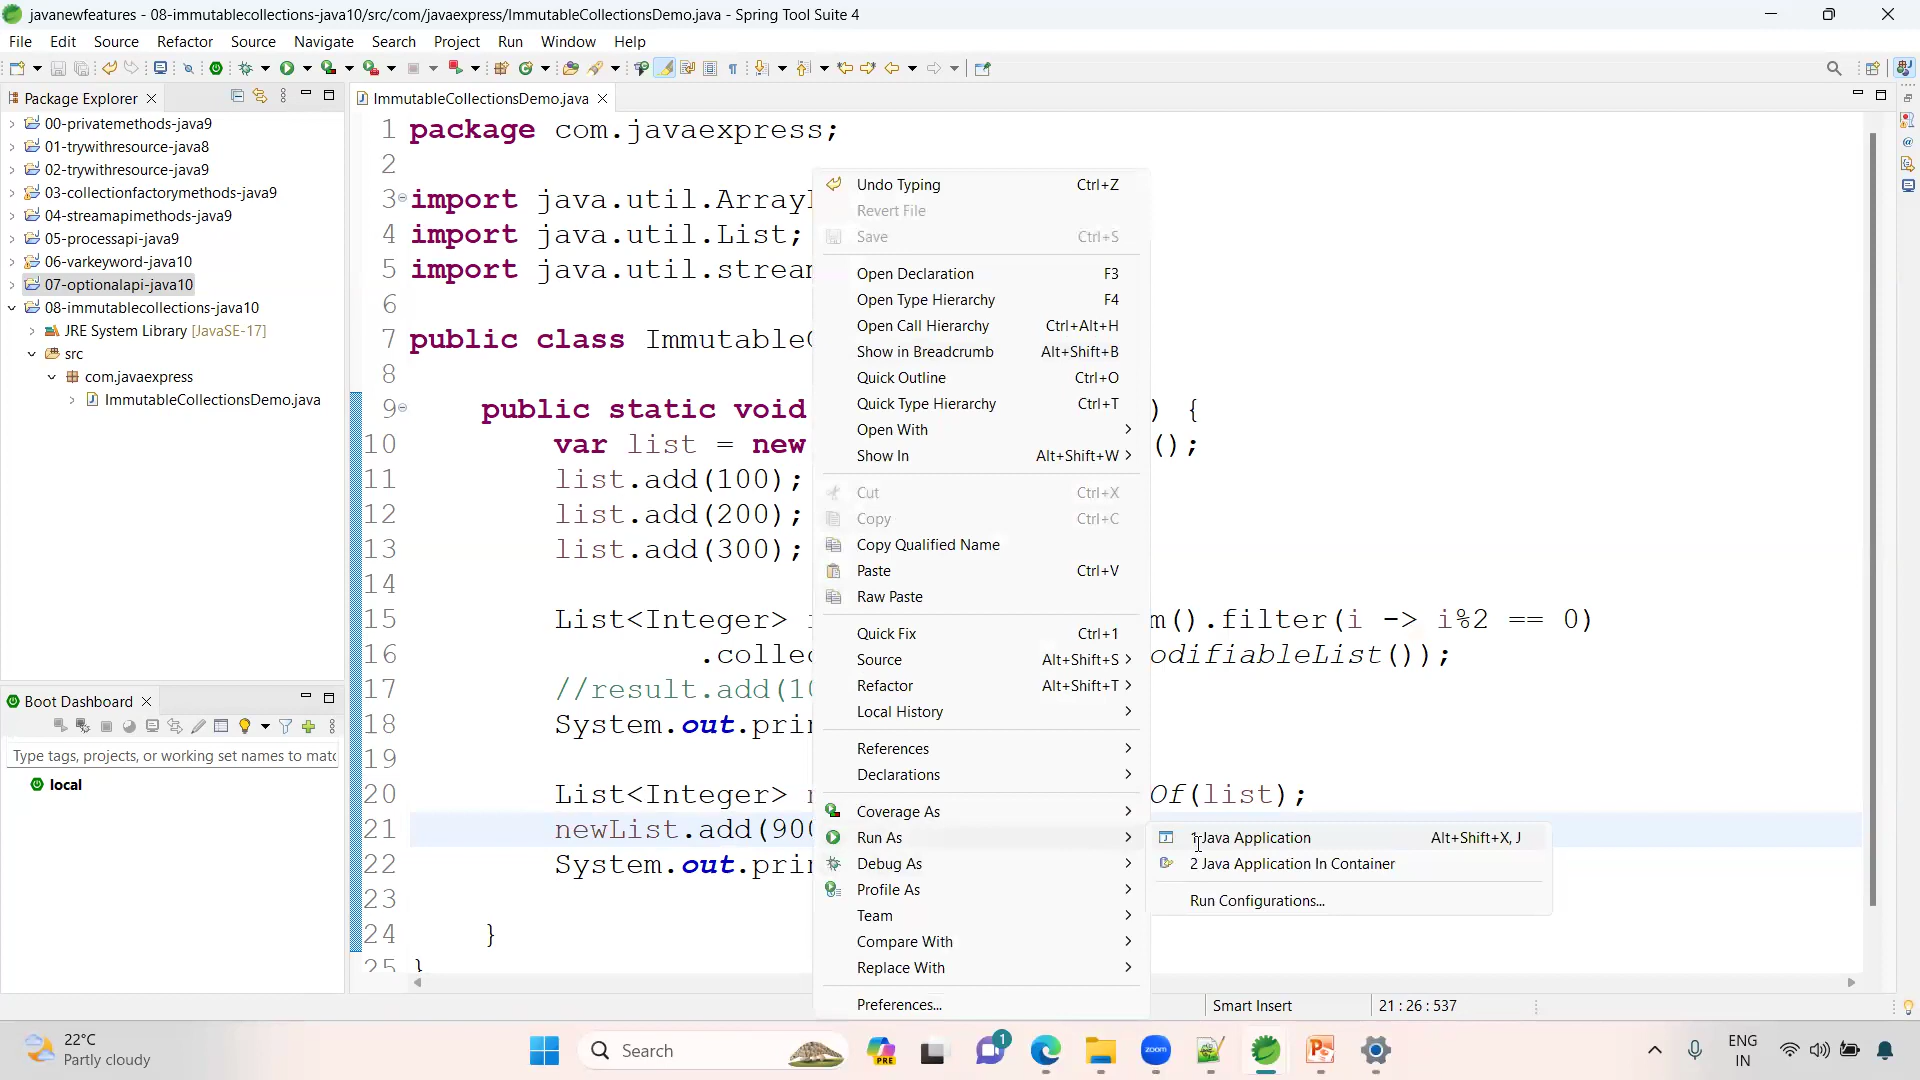 javanewfeatures - 08-immutablecollections-java10/src/com/javaexpress/ImmutableCollectionsDemo.java - Spring Tool Suite 4
File Edit Source Refactor Source Navigate Search Project Run Window Help
Package Explorer
00-privatemethods-java9
01-trywithresource-java8
02-trywithresource-java9
03-collectionfactorymethods-java9
04-streamapimethods-java9
05-processapi-java9
06-varkeyword-java10
07-optionalapi-java10
08-immutablecollections-java10
JRE System Library [JavaSE-17]
src
com.javaexpress
ImmutableCollectionsDemo.java
Boot Dashboard
Type tags, projects, or working set names to matc
local
ImmutableCollectionsDemo.java
1 package com.javaexpress;
2
3 import java.util.Array
4 import java.util.List;
5 import java.util.strea
6
7 public class Immutable
8
9 public static void ) {
10 var list = new ();
11 list.add(100);
12 list.add(200);
13 list.add(300);
14
15 List<Integer> m().filter(i -> i%2 == 0)
16 .colle odifiableList());
17 //result.add(10
18 System.out.prin
19
20 List<Integer> Of(list);
21 newList.add(900
22 System.out.prin
23
24 }
25 }
Undo Typing Ctrl+Z
Revert File
Save Ctrl+S
Open Declaration F3
Open Type Hierarchy F4
Open Call Hierarchy Ctrl+Alt+H
Show in Breadcrumb Alt+Shift+B
Quick Outline Ctrl+O
Quick Type Hierarchy Ctrl+T
Open With
Show In Alt+Shift+W
Cut Ctrl+X
Copy Ctrl+C
Copy Qualified Name
Paste Ctrl+V
Raw Paste
Quick Fix Ctrl+1
Source Alt+Shift+S
Refactor Alt+Shift+T
Local History
References
Declarations
Coverage As
Run As
Debug As
Profile As
Team
Compare With
Replace With
Preferences...
1 Java Application Alt+Shift+X, J
2 Java Application In Container
Run Configurations...
Smart Insert 21 : 26 : 537
22°C
Partly cloudy
Search
PRE
1
zoom
ENG
IN